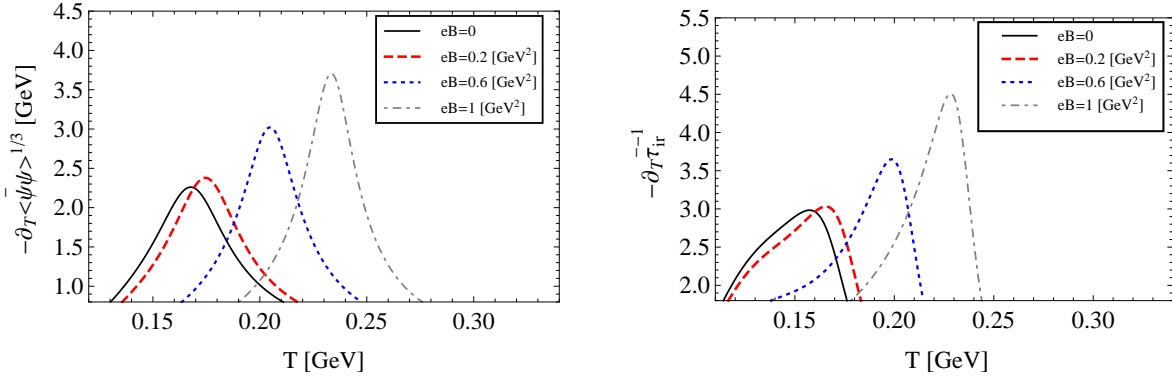 −∂_T<ψ̄ψ>^{1/3} [GeV]
4.5
4.0
3.5
3.0
2.5
2.0
1.5
1.0
eB=0
eB=0.2 [GeV²]
eB=0.6 [GeV²]
eB=1 [GeV²]
0.15 0.20 0.25 0.30
T [GeV]
−∂_T τ̄_{ir}^{−1}
5.5
5.0
4.5
4.0
3.5
3.0
2.5
2.0
eB=0
eB=0.2 [GeV²]
eB=0.6 [GeV²]
eB=1 [GeV²]
0.15 0.20 0.25 0.30
T [GeV]